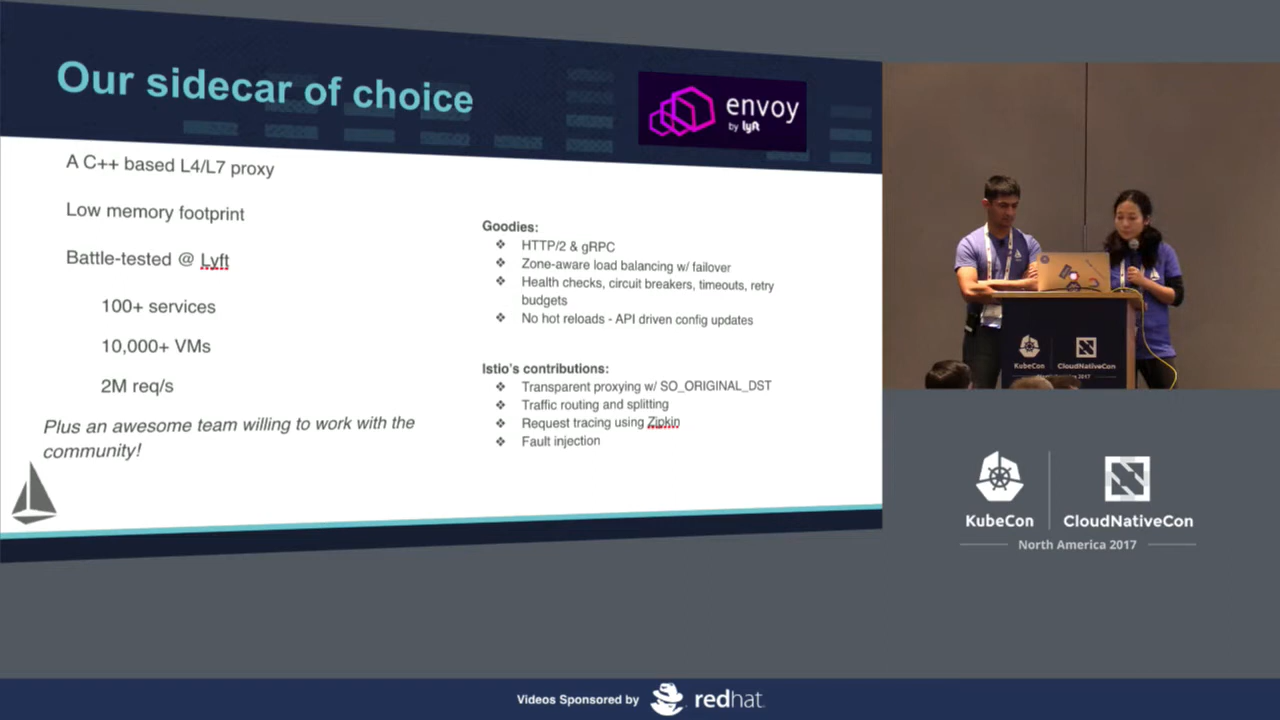 Our sidecar of choice
envoy
by lyft
A C++ based L4/L7 proxy
Low memory footprint
Battle-tested @ Lyft
100+ services
10,000+ VMs
2M req/s
Plus an awesome team willing to work with the
community!
Goodies:
❖ HTTP/2 & gRPC
❖ Zone-aware load balancing w/ failover
❖ Health checks, circuit breakers, timeouts, retry
budgets
❖ No hot reloads - API driven config updates
Istio's contributions:
❖ Transparent proxying w/ SO_ORIGINAL_DST
❖ Traffic routing and splitting
❖ Request tracing using Zipkin
❖ Fault injection
KubeCon
CloudNativeCon
KubeCon
CloudNativeCon
North America 2017
Videos Sponsored by
redhat.